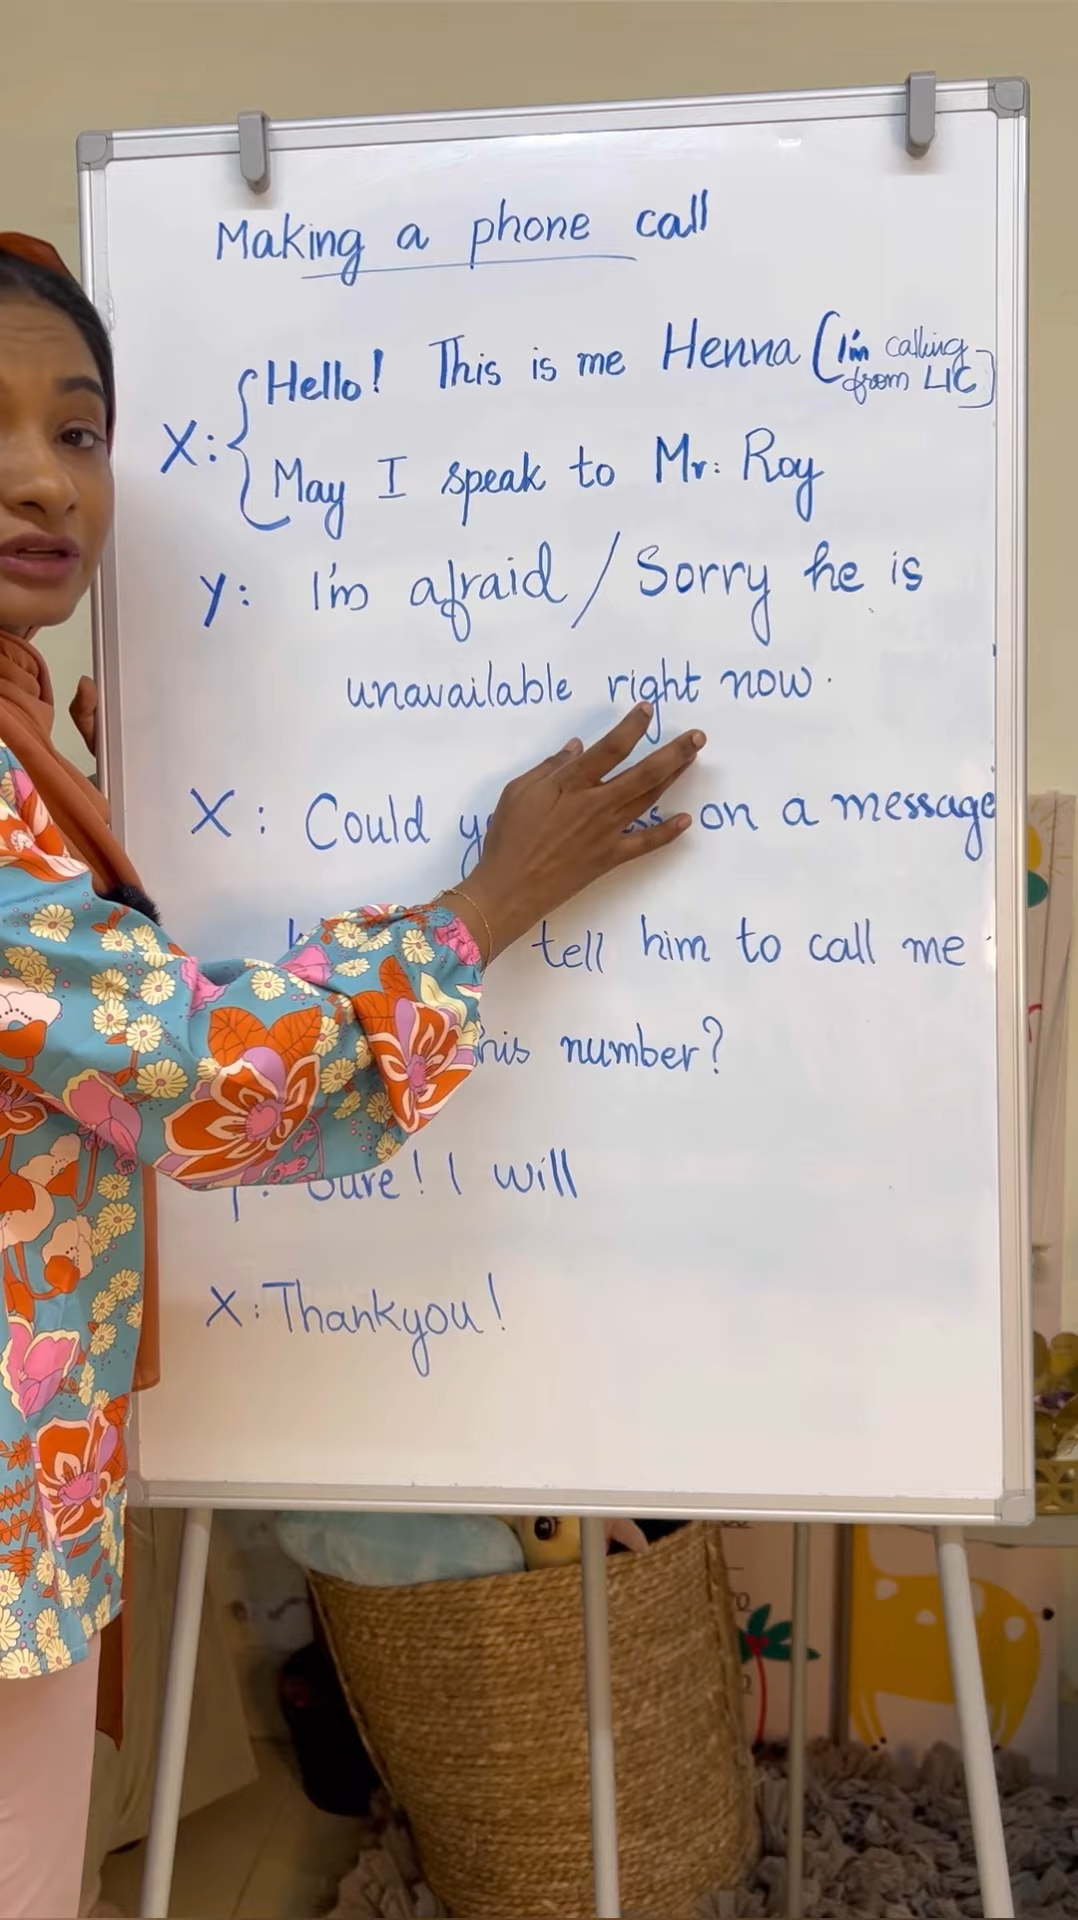 Making a phone call
Hello! This is me Henna (I'm calling
from LIC)
X:
May I speak to Mr: Roy
Y: I'm afraid / Sorry he is
unavailable right now.
X: Could on a message
tell him to call me
number?
Sure! I will
X: Thankyou!